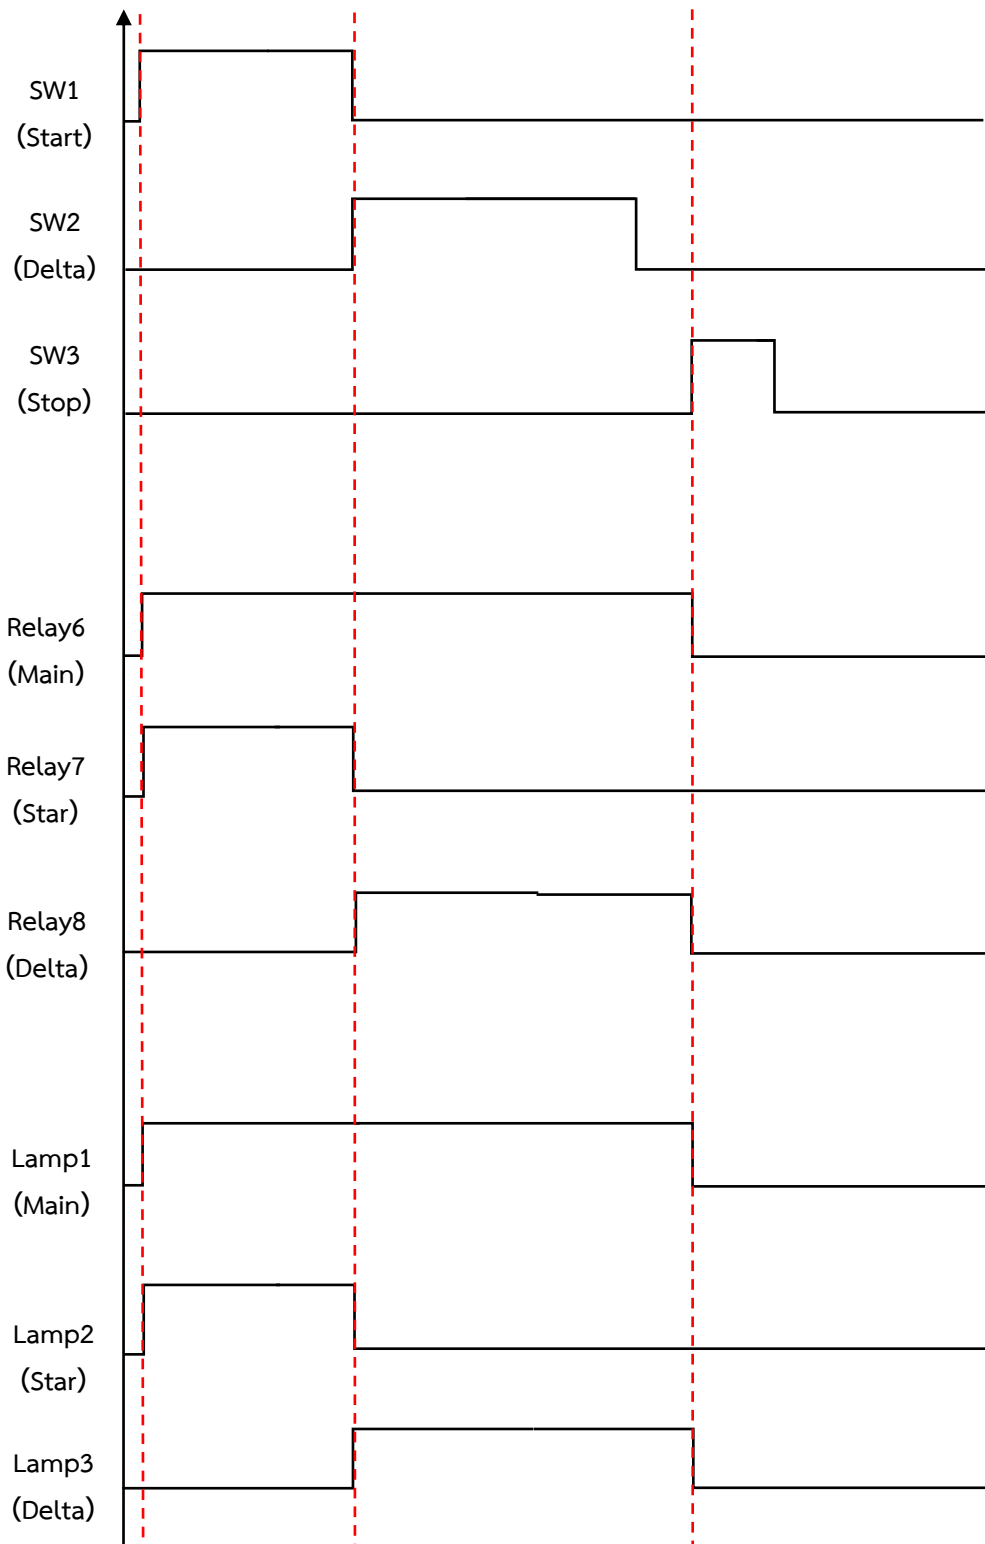 SW1
(Start)
SW2
(Delta)
SW3
(Stop)
Relay6
(Main)
Relay7
(Star)
Relay8
(Delta)
Lamp1
(Main)
Lamp2
(Star)
Lamp3
(Delta)